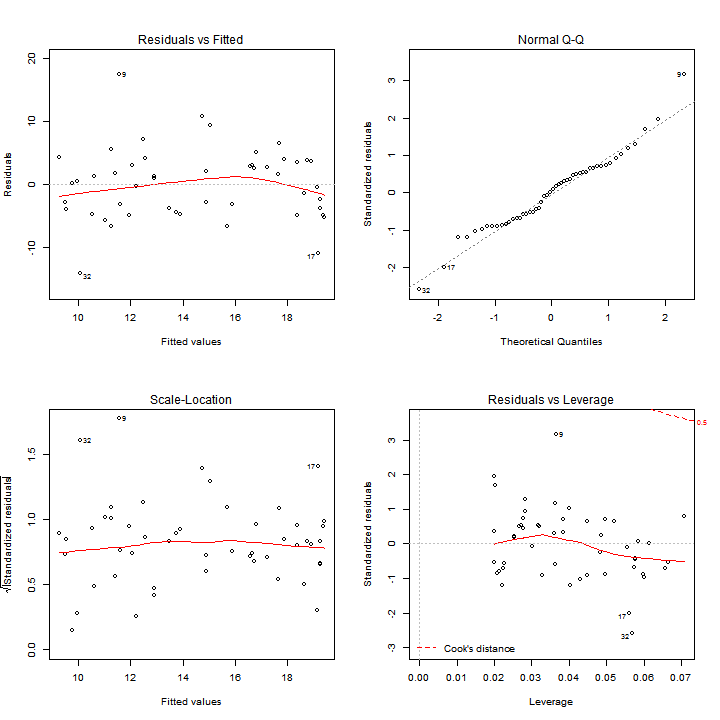 Residuals vs Fitted
Residuals
20
10
0
-10
9
32
17
10 12 14 16 18
Fitted values
Normal Q-Q
Standardized residuals
3
2
1
0
-1
-2
9
17
32
-2 -1 0 1 2
Theoretical Quantiles
Scale-Location
√|Standardized residuals|
1.5
1.0
0.5
0.0
9
32
17
10 12 14 16 18
Fitted values
Residuals vs Leverage
Standardized residuals
3
2
1
0
-1
-2
-3
0.5
9
17
32
Cook's distance
0.00 0.01 0.02 0.03 0.04 0.05 0.06 0.07
Leverage